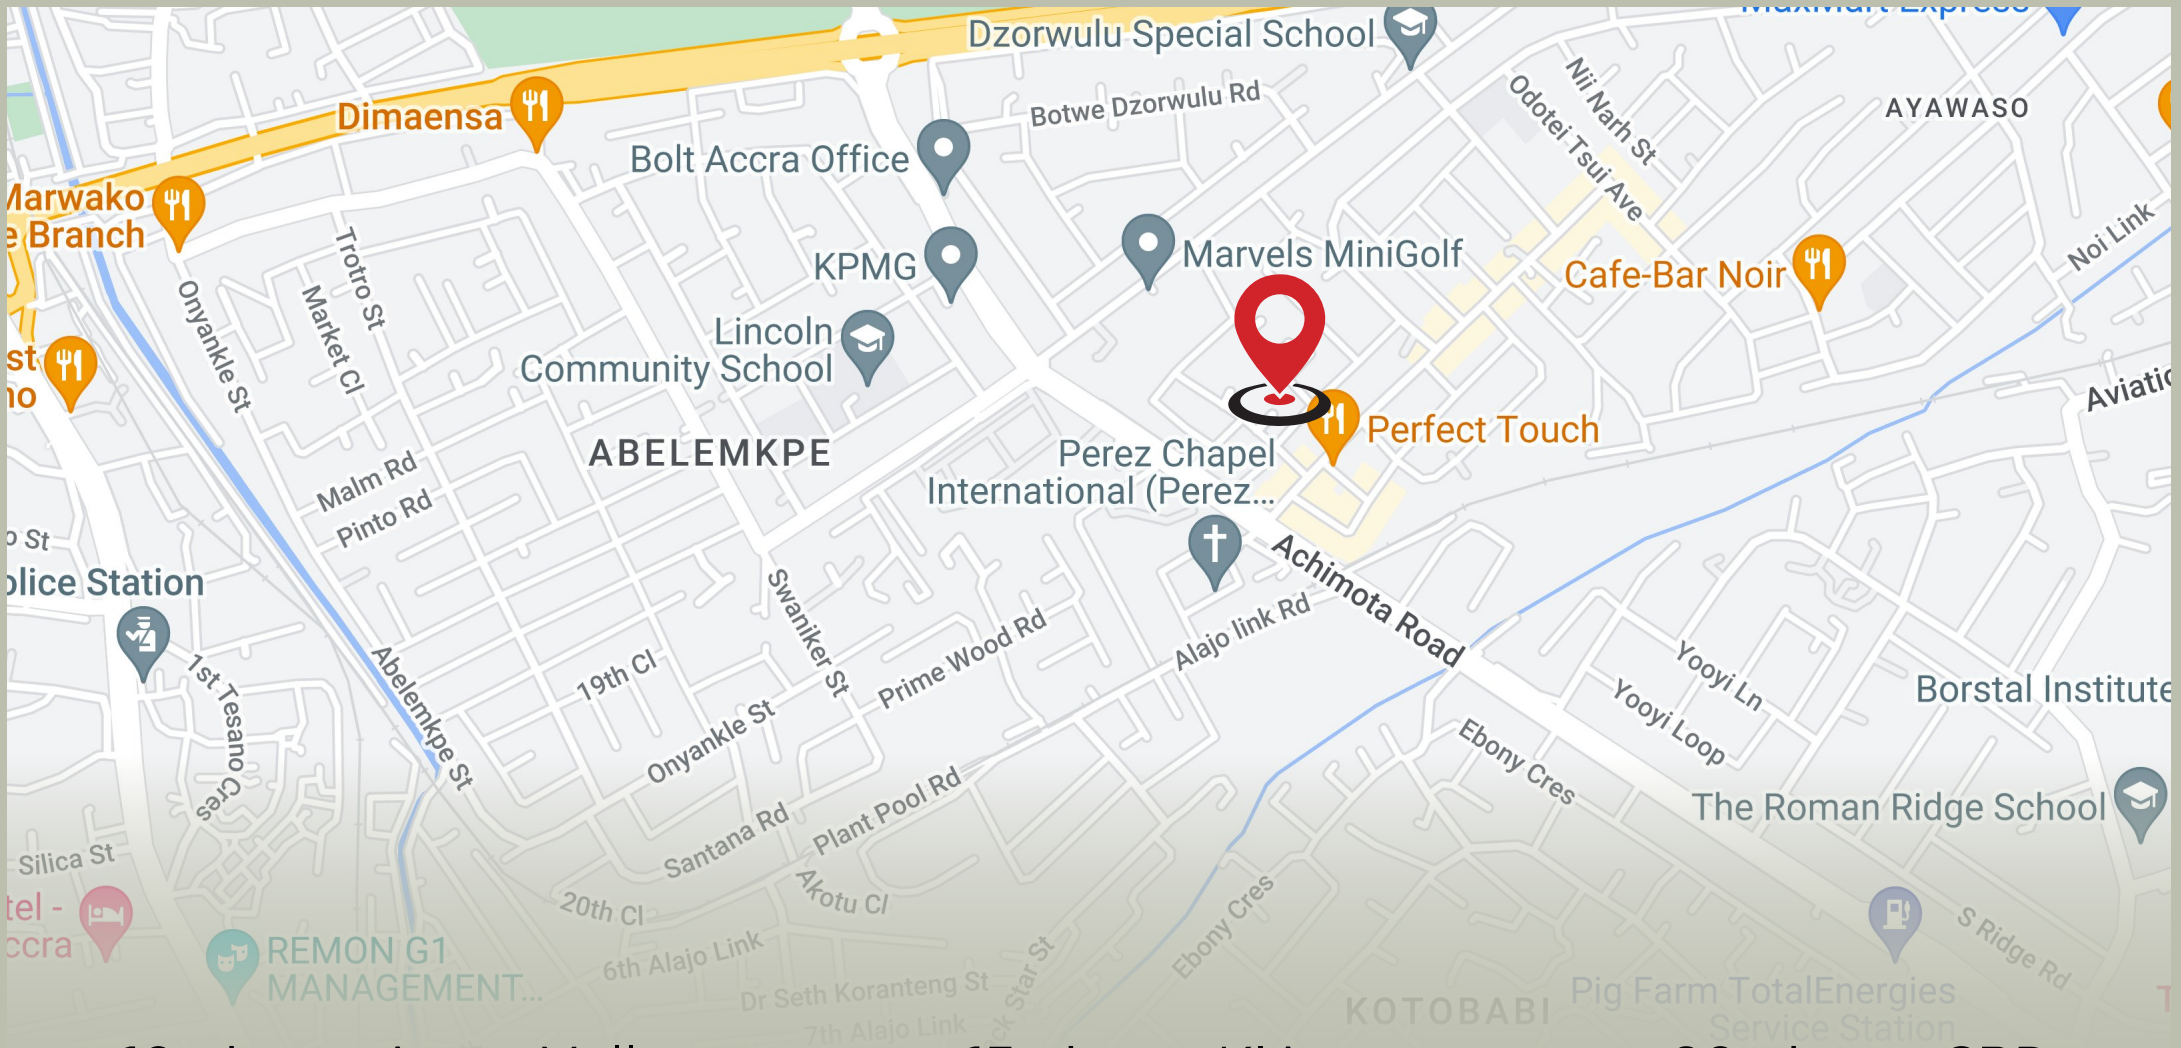 Dzorwulu Special School
Nii Narh St
Odotei Tsui Ave
AYAWASO
Botwe Dzorwulu Rd
Dimaensa
Bolt Accra Office
Marwako
Branch
KPMG
Marvels MiniGolf
Cafe-Bar Noir
Noi Link
Trotro St
Market Cl
Onyankle St
Lincoln
Community School
ABELEMKPE
Perfect Touch
Perez Chapel
International (Perez...
Malm Rd
Pinto Rd
St
Station
Achimota Road
Swaniker St
Alajo link Rd
Prime Wood Rd
1st Tesano Cres
Abelemkpe St
19th Cl
Onyankle St
Yooyi Ln
Yooyi Loop
Borstal Institute
Ebony Cres
The Roman Ridge School
Santana Rd
Plant Pool Rd
Silica St
20th Cl
Akotu Cl
Ebony Cres
S Ridge Rd
REMON G1
MANAGEMENT...
6th Alajo Link
Dr Seth Koranteng St
Star St
7th Alajo Link
KOTOBABI
Pig Farm TotalEnergies
Service Station